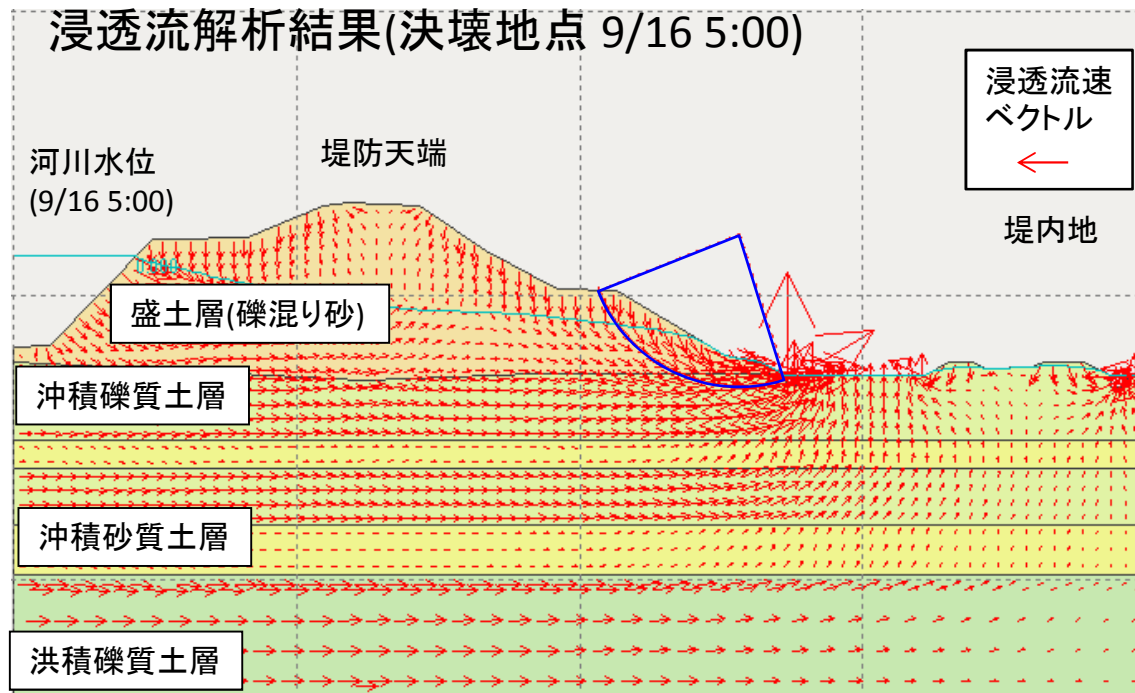 浸透流解析結果(決壊地点 9/16 5:00)
浸透流速
ベクトル
河川水位
(9/16 5:00)
堤防天端
堤内地
盛土層(礫混り砂)
沖積礫質土層
沖積砂質土層
洪積礫質土層